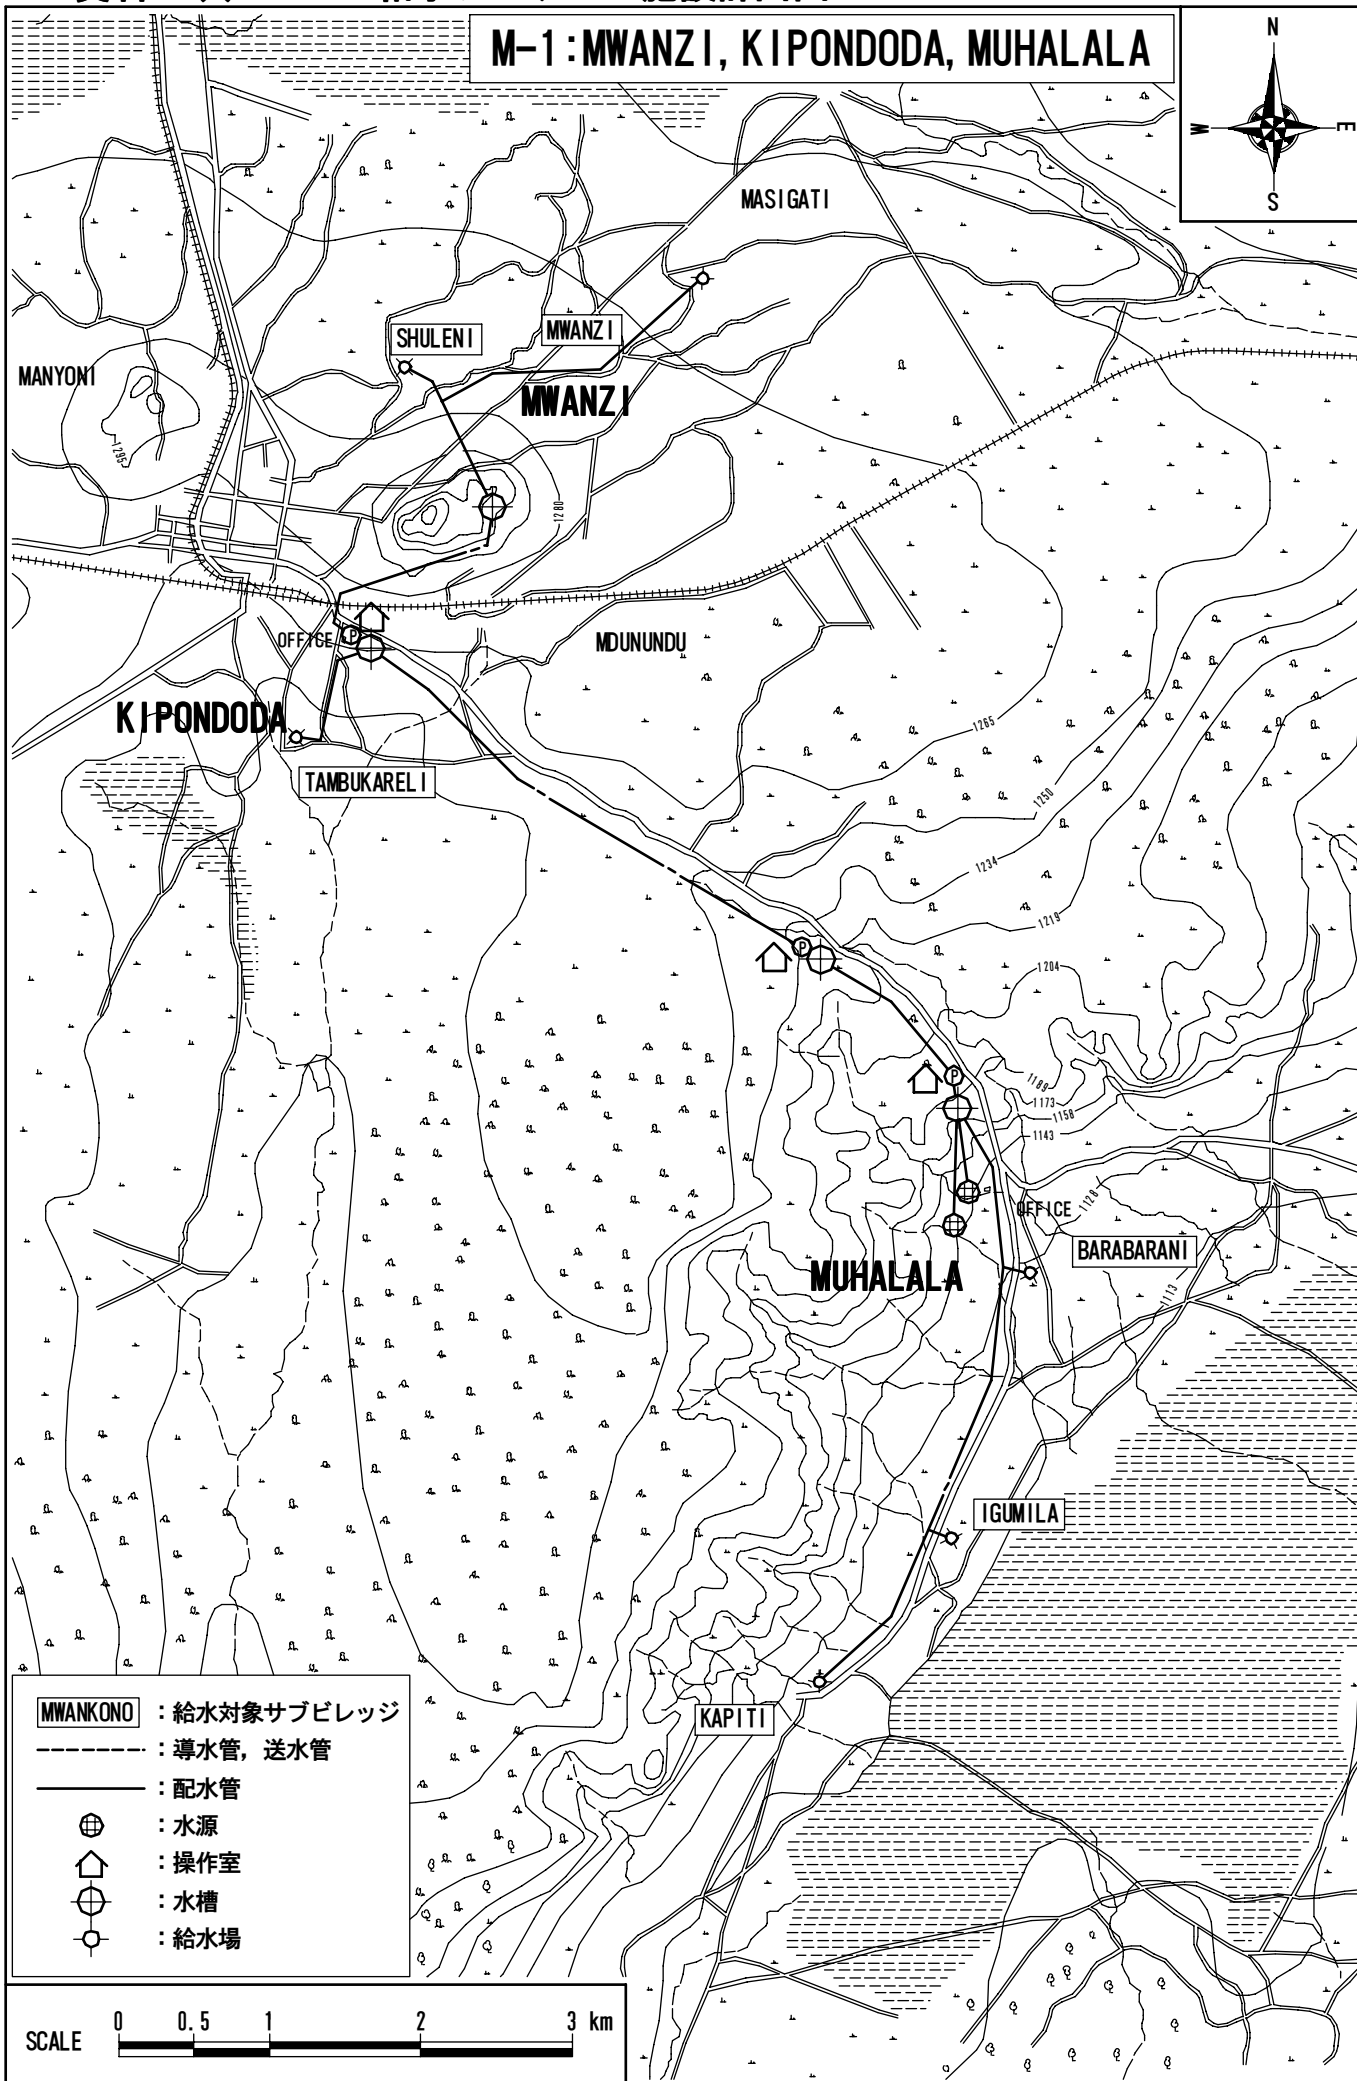 M-1:MWANZI, KIPONDODA, MUHALALA
N
W
E
S
MASIGATI
SHULENI
MWANZI
MANYONI
MWANZI
1295
1280
OFFICE
P
MDUNUNDU
KIPONDODA
TAMBUKARELI
1265
1250
1234
1219
1204
P
P
1189
1173
1158
1143
1128
OFFICE
BARABARANI
MUHALALA
1113
IGUMILA
KAPITI
MWANKONO :給水対象サブビレッジ
:導水管, 送水管
:配水管
:水源
:操作室
:水槽
:給水場
SCALE
0 0.5 1 2 3 km